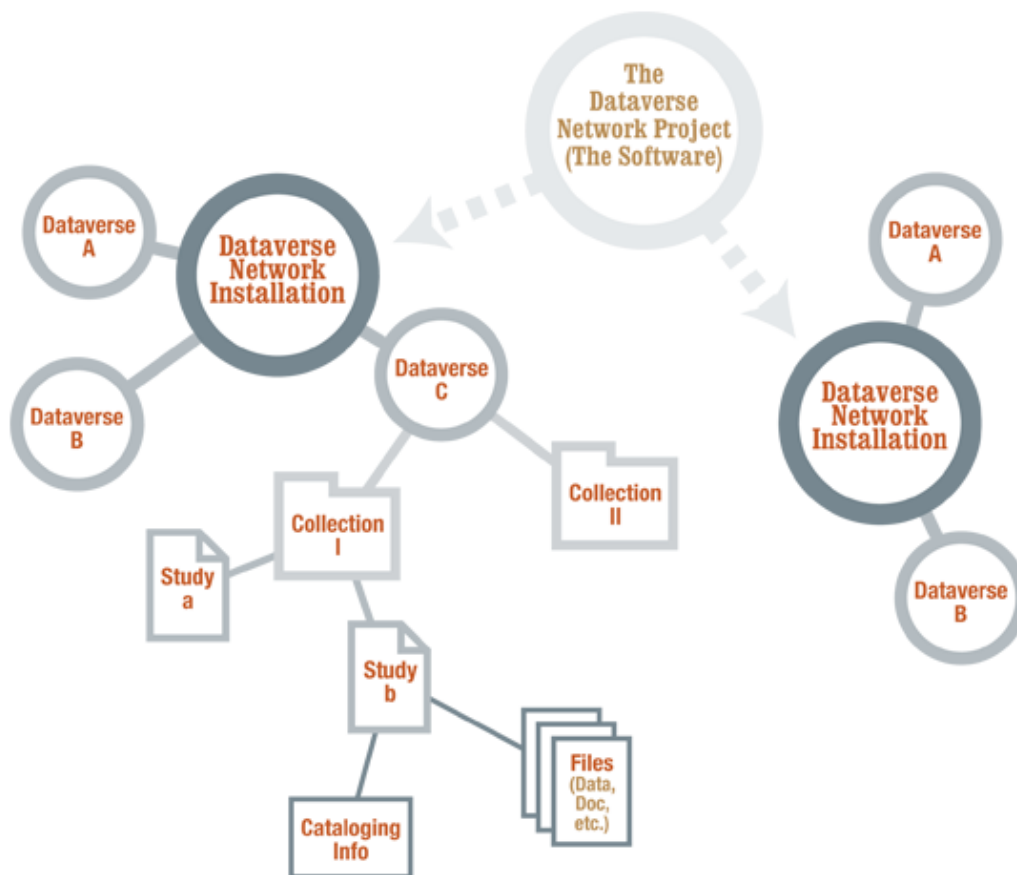 The
Dataverse
Network Project
(The Software)
Dataverse
A
Dataverse
Network
Installation
Dataverse
B
Dataverse
C
Collection
I
Collection
II
Study
a
Study
b
Files
(Data,
Doc,
etc.)
Cataloging
Info
Dataverse
A
Dataverse
Network
Installation
Dataverse
B